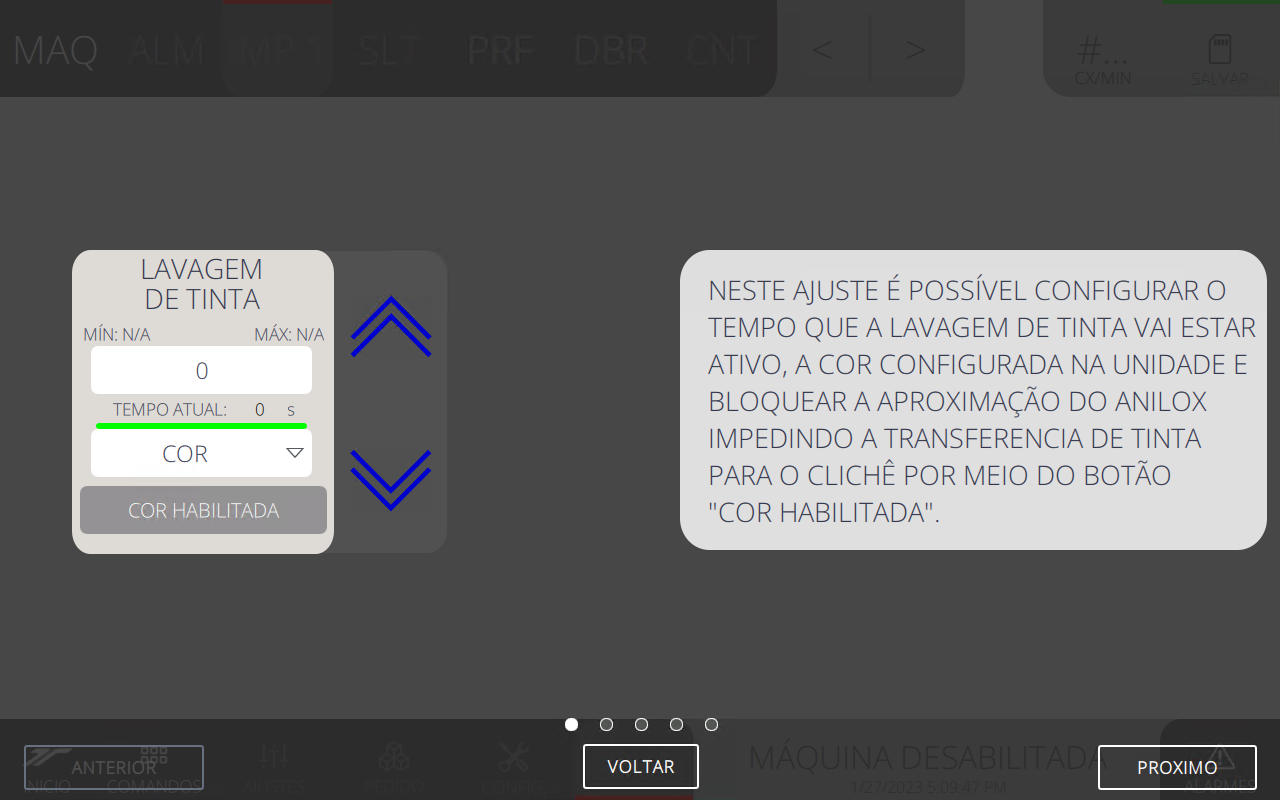 MAQ ALM IMP 1 SLT PRF DBR CNT < > #...
CX/MIN SALVAR
LAVAGEM
DE TINTA
MÍN: N/A MÁX: N/A
0
TEMPO ATUAL: 0 s
COR
COR HABILITADA
NESTE AJUSTE É POSSÍVEL CONFIGURAR O
TEMPO QUE A LAVAGEM DE TINTA VAI ESTAR
ATIVO, A COR CONFIGURADA NA UNIDADE E
BLOQUEAR A APROXIMAÇÃO DO ANILOX
IMPEDINDO A TRANSFERENCIA DE TINTA
PARA O CLICHÊ POR MEIO DO BOTÃO
"COR HABILITADA".
MÁQUINA DESABILITADA
ANTERIOR VOLTAR PROXIMO
INICIO COMANDOS AJUSTES PEDIDO CONFIG. 1/27/2023 5:09:47 PM ALARMES